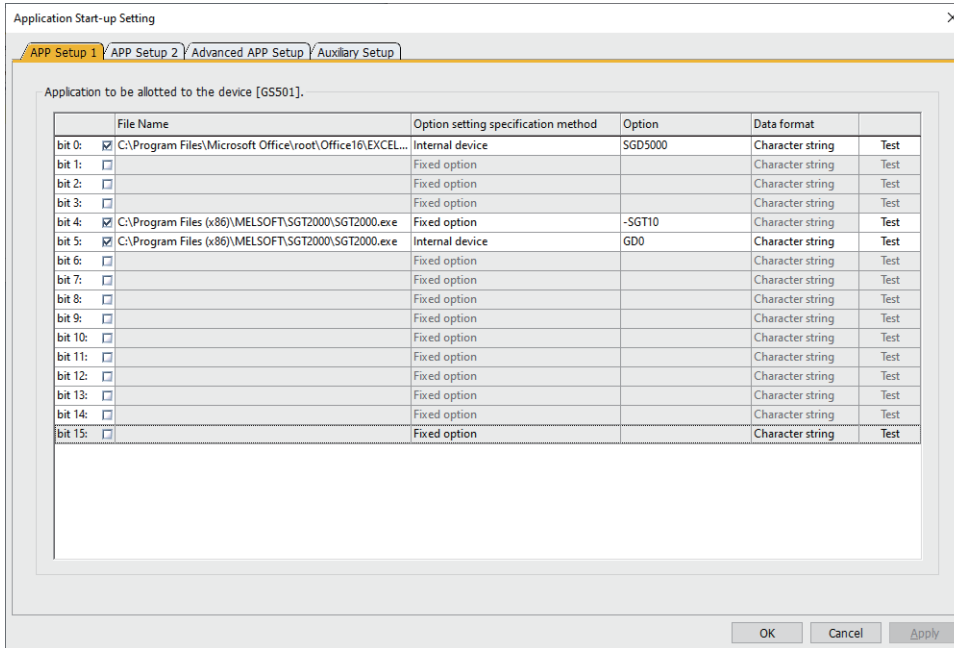 Application Start-up Setting
APP Setup 1 APP Setup 2 Advanced APP Setup Auxiliary Setup
Application to be allotted to the device [GS501].
File Name Option setting specification method Option Data format
bit 0: C:\Program Files\Microsoft Office\root\Office16\EXCEL... Internal device SGD5000 Character string Test
bit 1: Fixed option Character string Test
bit 2: Fixed option Character string Test
bit 3: Fixed option Character string Test
bit 4: C:\Program Files (x86)\MELSOFT\SGT2000\SGT2000.exe Fixed option -SGT10 Character string Test
bit 5: C:\Program Files (x86)\MELSOFT\SGT2000\SGT2000.exe Internal device GD0 Character string Test
bit 6: Fixed option Character string Test
bit 7: Fixed option Character string Test
bit 8: Fixed option Character string Test
bit 9: Fixed option Character string Test
bit 10: Fixed option Character string Test
bit 11: Fixed option Character string Test
bit 12: Fixed option Character string Test
bit 13: Fixed option Character string Test
bit 14: Fixed option Character string Test
bit 15: Fixed option Character string Test
OK Cancel Apply